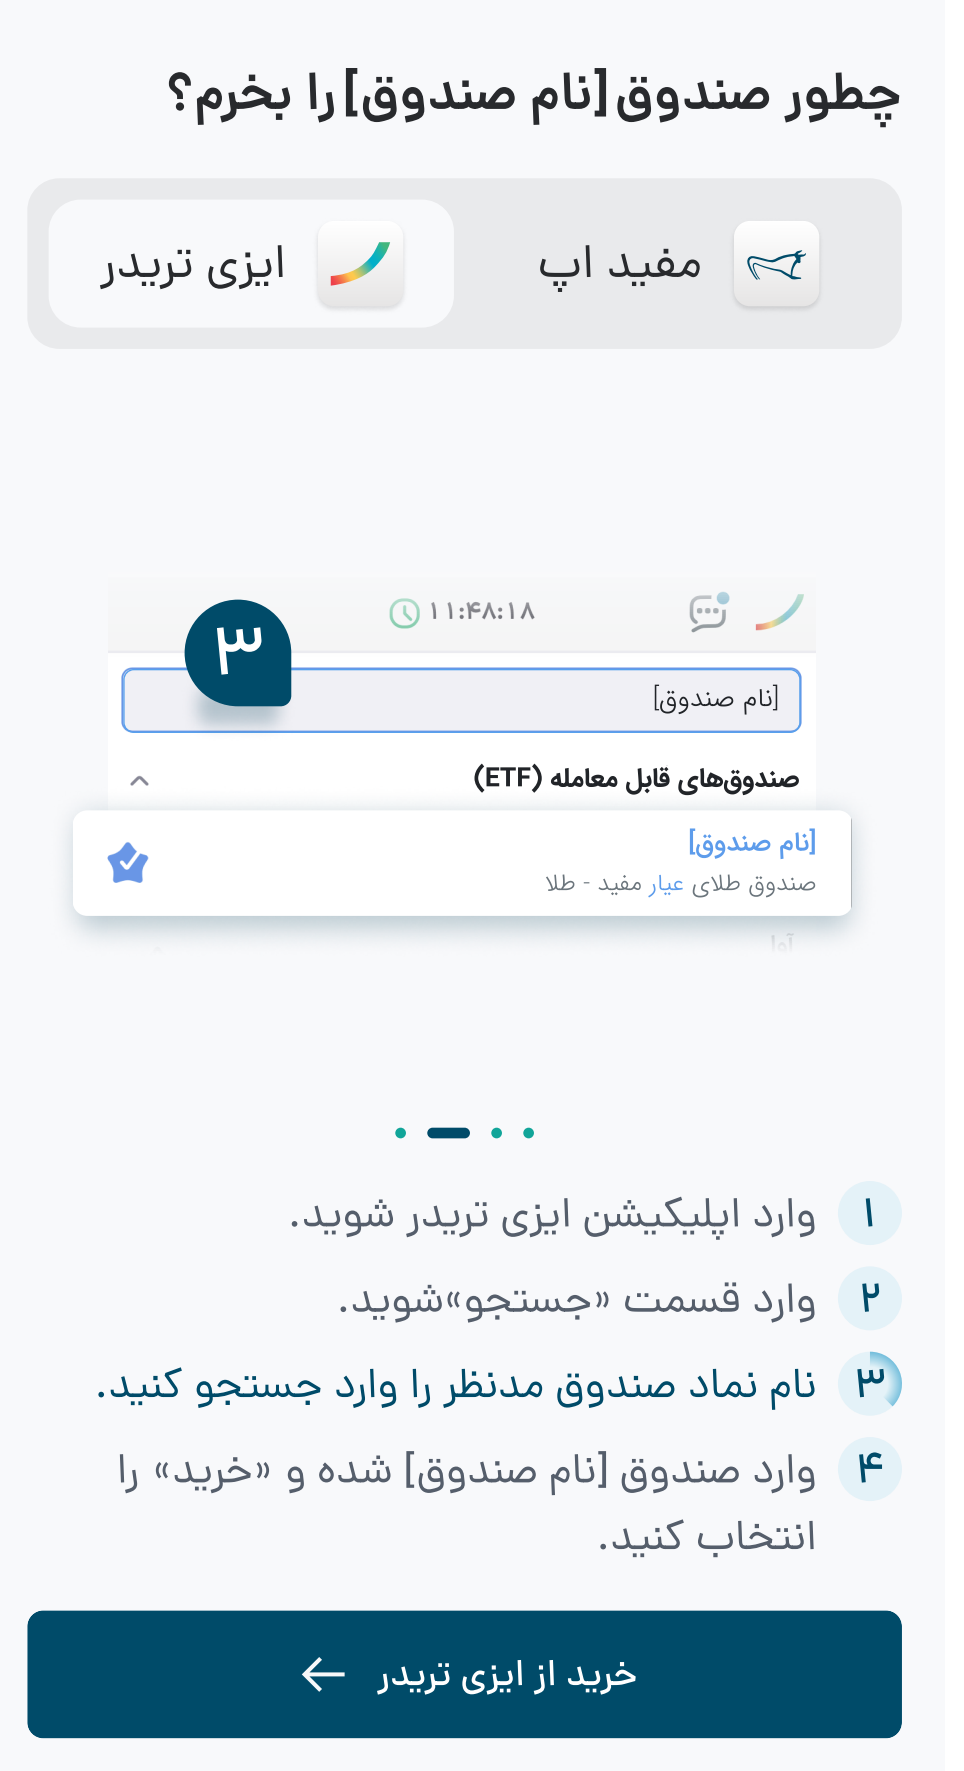 چطور صندوق [نام صندوق] را بخرم؟
مفید اپ
ایزی تریدر
۱۱:۴۸:۱۸
۳
[نام صندوق]
صندوق‌های قابل معامله (ETF)
[نام صندوق]
صندوق طلای عیار مفید - طلا
آوا
۱ وارد اپلیکیشن ایزی تریدر شوید.
۲ وارد قسمت «جستجو»شوید.
۳ نام نماد صندوق مدنظر را وارد جستجو کنید.
۴ وارد صندوق [نام صندوق] شده و «خرید» را
انتخاب کنید.
خرید از ایزی تریدر